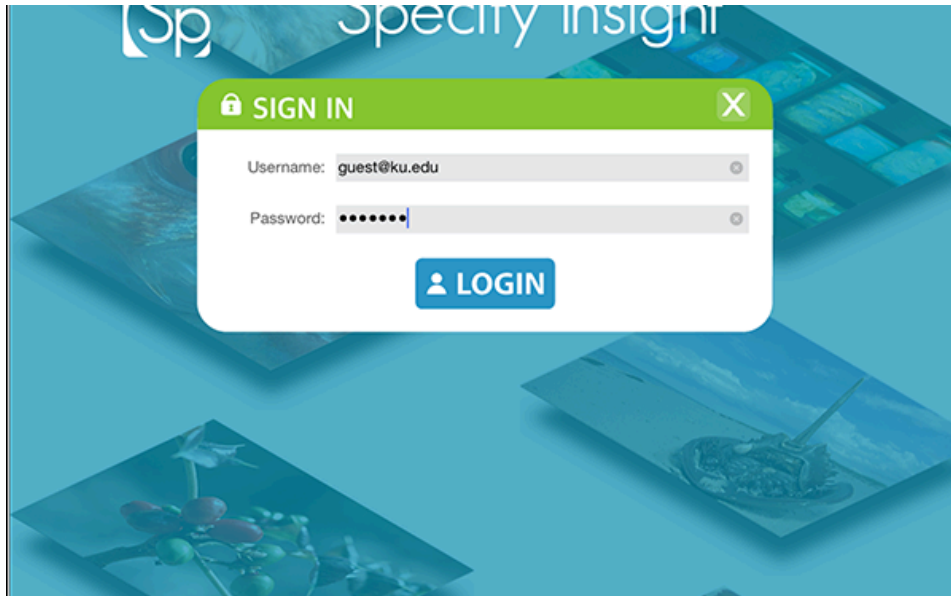 Sp Specify Insight
SIGN IN
X
Username: guest@ku.edu
Password: •••••••
LOGIN